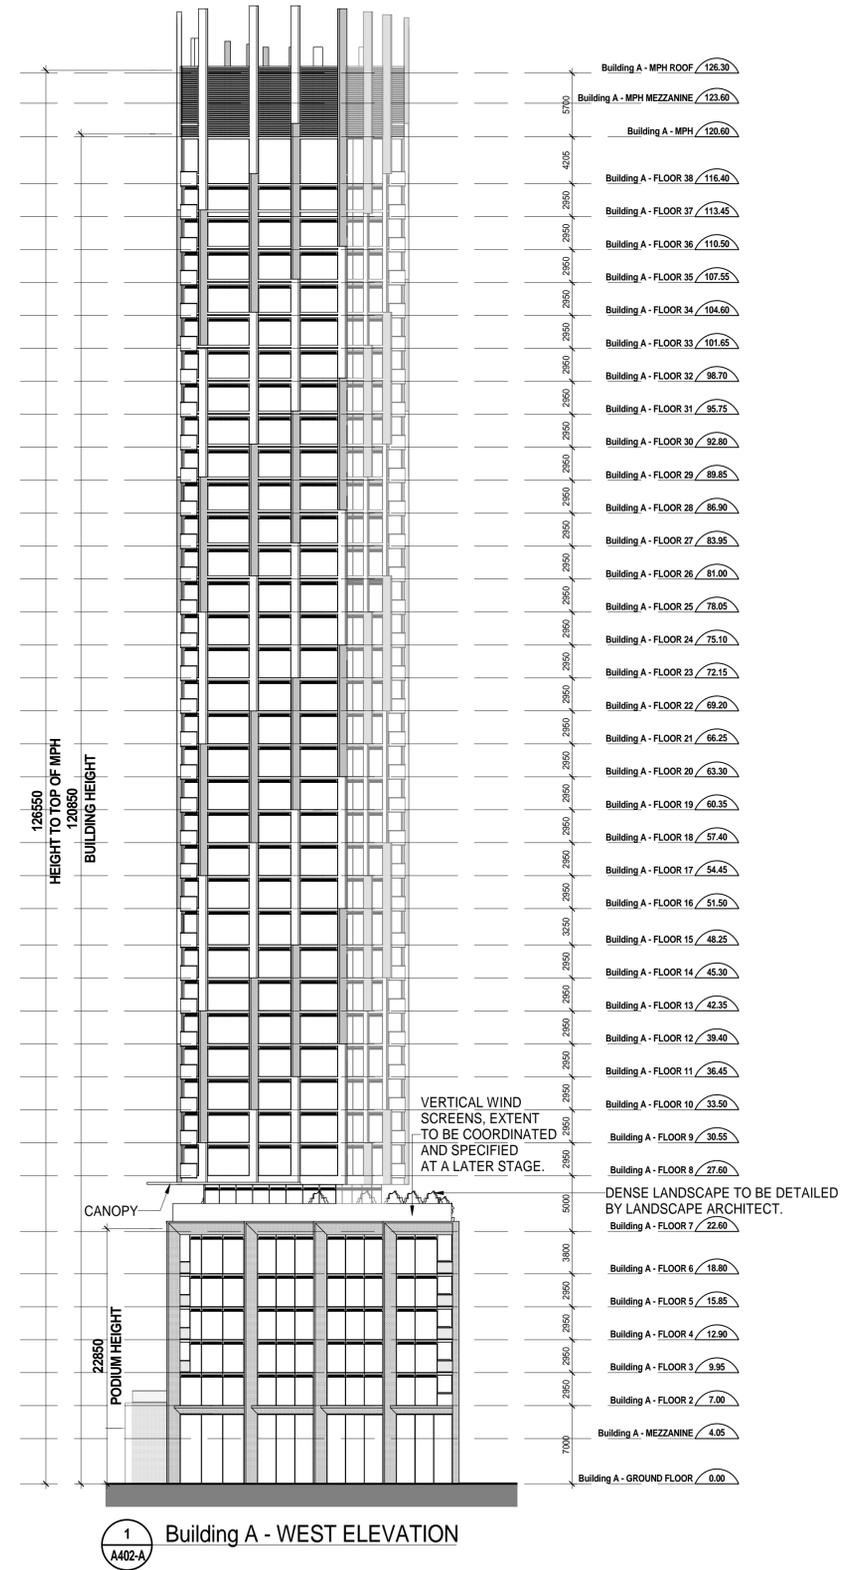 Building A - MPH ROOF 126.30
Building A - MPH MEZZANINE 123.60
5700
Building A - MPH 120.60
4205
Building A - FLOOR 38 116.40
2950
Building A - FLOOR 37 113.45
2950
Building A - FLOOR 36 110.50
2950
Building A - FLOOR 35 107.55
2950
Building A - FLOOR 34 104.60
2950
Building A - FLOOR 33 101.65
2950
Building A - FLOOR 32 98.70
2950
Building A - FLOOR 31 95.75
2950
Building A - FLOOR 30 92.80
2950
Building A - FLOOR 29 89.85
2950
Building A - FLOOR 28 86.90
2950
Building A - FLOOR 27 83.95
2950
Building A - FLOOR 26 81.00
2950
Building A - FLOOR 25 78.05
2950
Building A - FLOOR 24 75.10
2950
Building A - FLOOR 23 72.15
2950
Building A - FLOOR 22 69.20
2950
Building A - FLOOR 21 66.25
2950
Building A - FLOOR 20 63.30
2950
Building A - FLOOR 19 60.35
2950
Building A - FLOOR 18 57.40
2950
Building A - FLOOR 17 54.45
2950
Building A - FLOOR 16 51.50
3250
Building A - FLOOR 15 48.25
2950
Building A - FLOOR 14 45.30
2950
Building A - FLOOR 13 42.35
2950
Building A - FLOOR 12 39.40
2950
Building A - FLOOR 11 36.45
2950
Building A - FLOOR 10 33.50
2950
Building A - FLOOR 9 30.55
2950
Building A - FLOOR 8 27.60
5000
Building A - FLOOR 7 22.60
3800
Building A - FLOOR 6 18.80
2950
Building A - FLOOR 5 15.85
2950
Building A - FLOOR 4 12.90
2950
Building A - FLOOR 3 9.95
2950
Building A - FLOOR 2 7.00
Building A - MEZZANINE 4.05
7000
Building A - GROUND FLOOR 0.00
126550
HEIGHT TO TOP OF MPH
120850
BUILDING HEIGHT
VERTICAL WIND
SCREENS, EXTENT
TO BE COORDINATED
AND SPECIFIED
AT A LATER STAGE.
DENSE LANDSCAPE TO BE DETAILED
BY LANDSCAPE ARCHITECT.
CANOPY
22850
PODIUM HEIGHT
1
A402-A
Building A - WEST ELEVATION